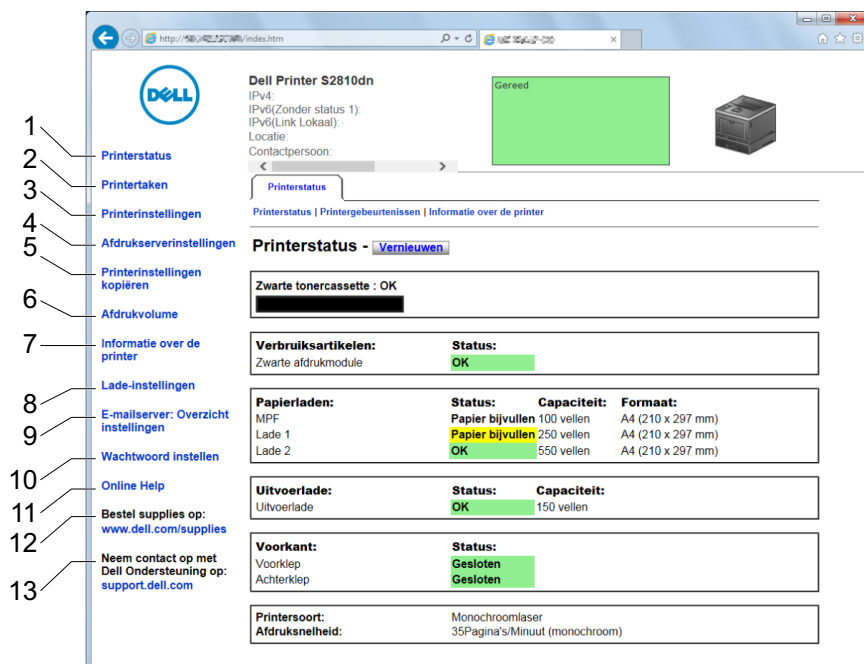 http://
/index.htm
DELL
Dell Printer S2810dn
IPv4:
IPv6(Zonder status 1):
IPv6(Link Lokaal):
Locatie:
Contactpersoon:
Gereed
1
2
3
4
5
6
7
8
9
10
11
12
13
Printerstatus
Printertaken
Printerinstellingen
Afdrukserverinstellingen
Printerinstellingen
kopiëren
Afdrukvolume
Informatie over de
printer
Lade-instellingen
E-mailserver: Overzicht
instellingen
Wachtwoord instellen
Online Help
Bestel supplies op:
www.dell.com/supplies
Neem contact op met
Dell Ondersteuning op:
support.dell.com
Printerstatus
Printerstatus | Printergebeurtenissen | Informatie over de printer
Printerstatus - Vernieuwen
Zwarte tonercassette : OK
Verbruiksartikelen: Status:
Zwarte afdrukmodule OK
Papierladen: Status: Capaciteit: Formaat:
MPF Papier bijvullen 100 vellen A4 (210 x 297 mm)
Lade 1 Papier bijvullen 250 vellen A4 (210 x 297 mm)
Lade 2 OK 550 vellen A4 (210 x 297 mm)
Uitvoerlade: Status: Capaciteit:
Uitvoerlade OK 150 vellen
Voorkant: Status:
Voorklep Gesloten
Achterklep Gesloten
Printersoort: Monochroomlaser
Afdruksnelheid: 35Pagina's/Minuut (monochroom)